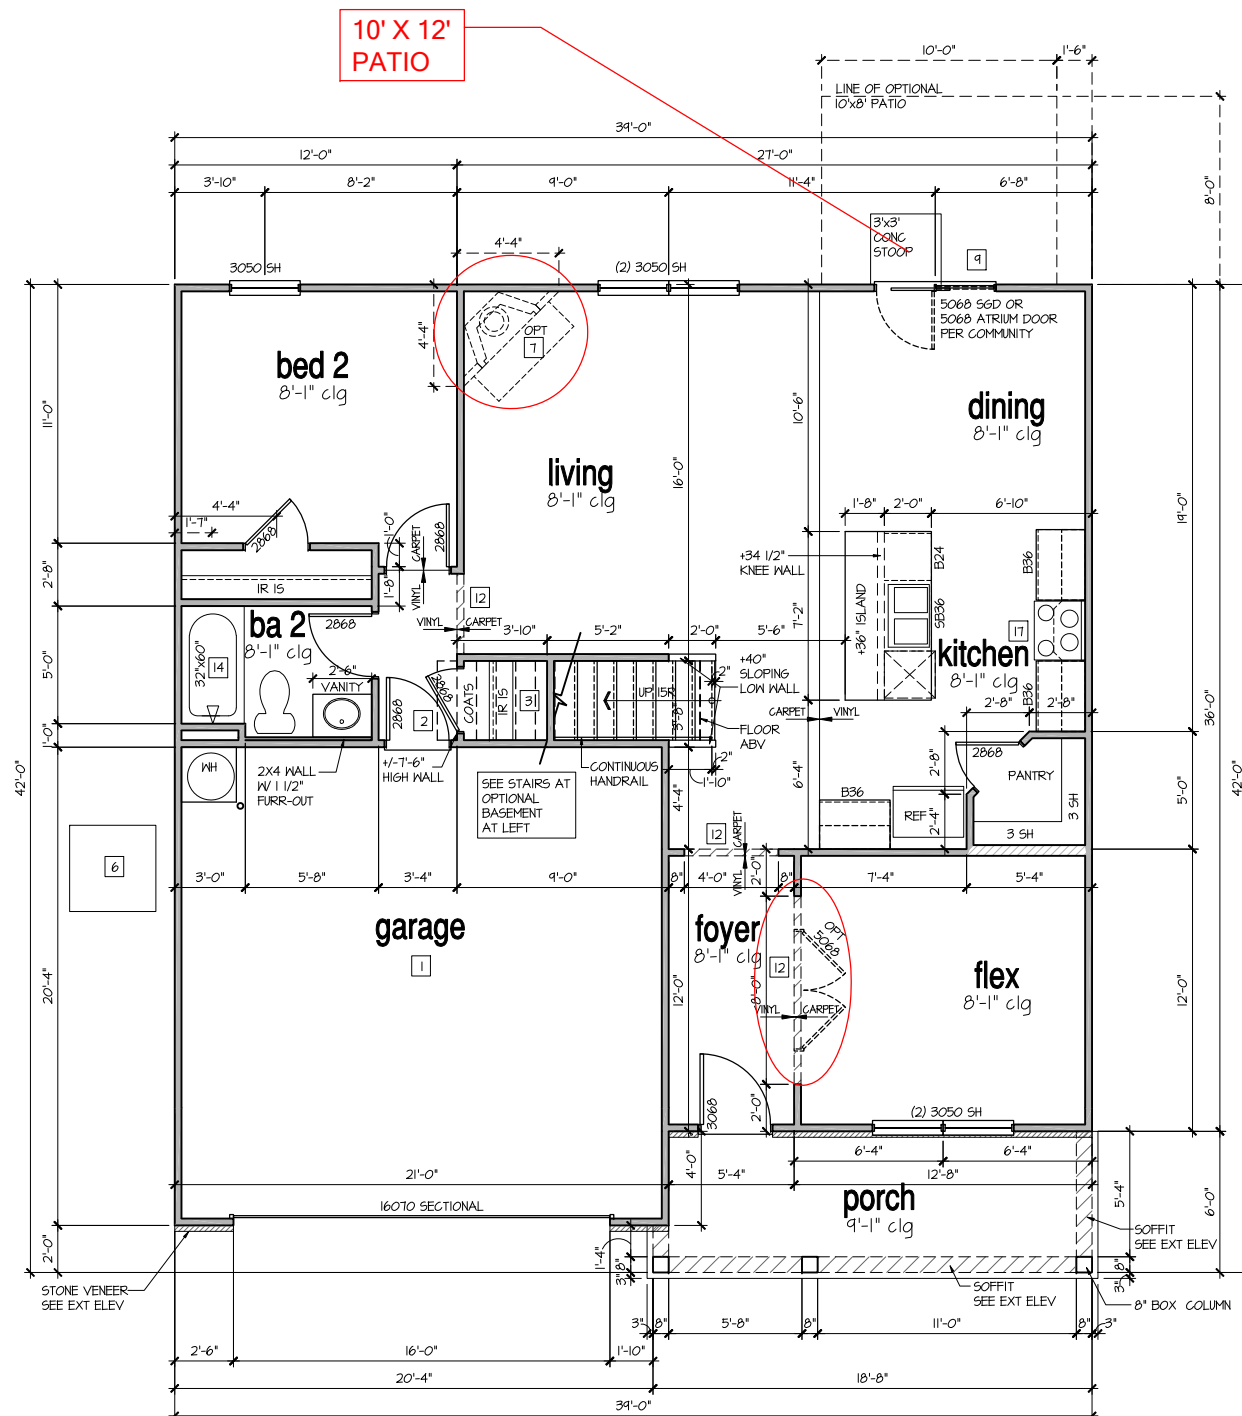 10' X 12'
PATIO
10'-0"
1'-6"
LINE OF OPTIONAL
10'x8' PATIO
39'-0"
12'-0"
27'-0"
3'-10"
8'-2"
9'-0"
11'-4"
6'-8"
8'-0"
3'x3'
CONC
STOOP
9
4'-4"
3050 SH
(2) 3050 SH
5068 SGD OR
5068 ATRIUM DOOR
PER COMMUNITY
OPT
7
4'-4"
bed 2
8'-1" clg
dining
8'-1" clg
living
8'-1" clg
11'-0"
10'-6"
16'-0"
19'-0"
4'-4"
1'-7"
2868
1'-0"
CARPET
2868
1'-8"
2'-0"
6'-10"
+34 1/2"
KNEE WALL
B24
B36
2'-8"
1R 1S
1'-8"
VINYL
12
+36" ISLAND
SB36
17
7'-2"
ba 2
8'-1" clg
2868
VINYL
CARPET
3'-10"
5'-2"
2'-0"
5'-6"
kitchen
8'-1" clg
32"x60"
14
5'-0"
2'-6"
VANITY
2868
2868
2
COATS
1R 1S
31
UP 15R
3'-8"
2"
+40"
SLOPING
LOW WALL
FLOOR
ABV
CARPET
VINYL
2'-8"
B36
2'-8"
36'-0"
1'-0"
WH
2X4 WALL
W/ 1 1/2"
FURR-OUT
+/-7'-6"
HIGH WALL
CONTINUOUS
HANDRAIL
2"
1'-10"
SEE STAIRS AT
OPTIONAL
BASEMENT
AT LEFT
2868
PANTRY
2'-8"
3 SH
3 SH
5'-0"
42'-0"
42'-0"
4'-4"
6'-4"
B36
REF
2'-4"
6
12
CARPET
VINYL
3'-0"
5'-8"
3'-4"
9'-0"
8"
4'-0"
8"
2'-0"
7'-4"
5'-4"
garage
1
foyer
8'-1" clg
OPT
5068
12
8'-0"
flex
8'-1" clg
20'-4"
12'-0"
12'-0"
VINYL
CARPET
3068
2'-0"
(2) 3050 SH
4'-0"
21'-0"
5'-4"
6'-4"
6'-4"
12'-8"
16070 SECTIONAL
porch
9'-1" clg
5'-4"
6'-0"
SOFFIT
SEE EXT ELEV
2'-0"
1'-4"
8"
3"
8"
3"
STONE VENEER
SEE EXT ELEV
SOFFIT
SEE EXT ELEV
8" BOX COLUMN
3"
8"
5'-8"
8"
11'-0"
8"
3"
2'-6"
16'-0"
1'-10"
20'-4"
18'-8"
39'-0"